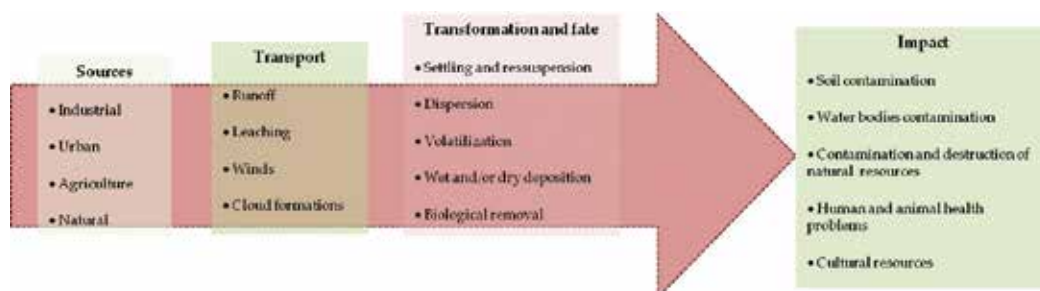 Sources
• Industrial
• Urban
• Agriculture
• Natural
Transport
• Runoff
• Leaching
• Winds
• Cloud formations
Transformation and fate
• Settling and ressuspension
• Dispersion
• Volatilization
• Wet and/or dry deposition
• Biological removal
Impact
• Soil contamination
• Water bodies contamination
• Contamination and destruction of
natural resources
• Human and animal health
problems
• Cultural resources